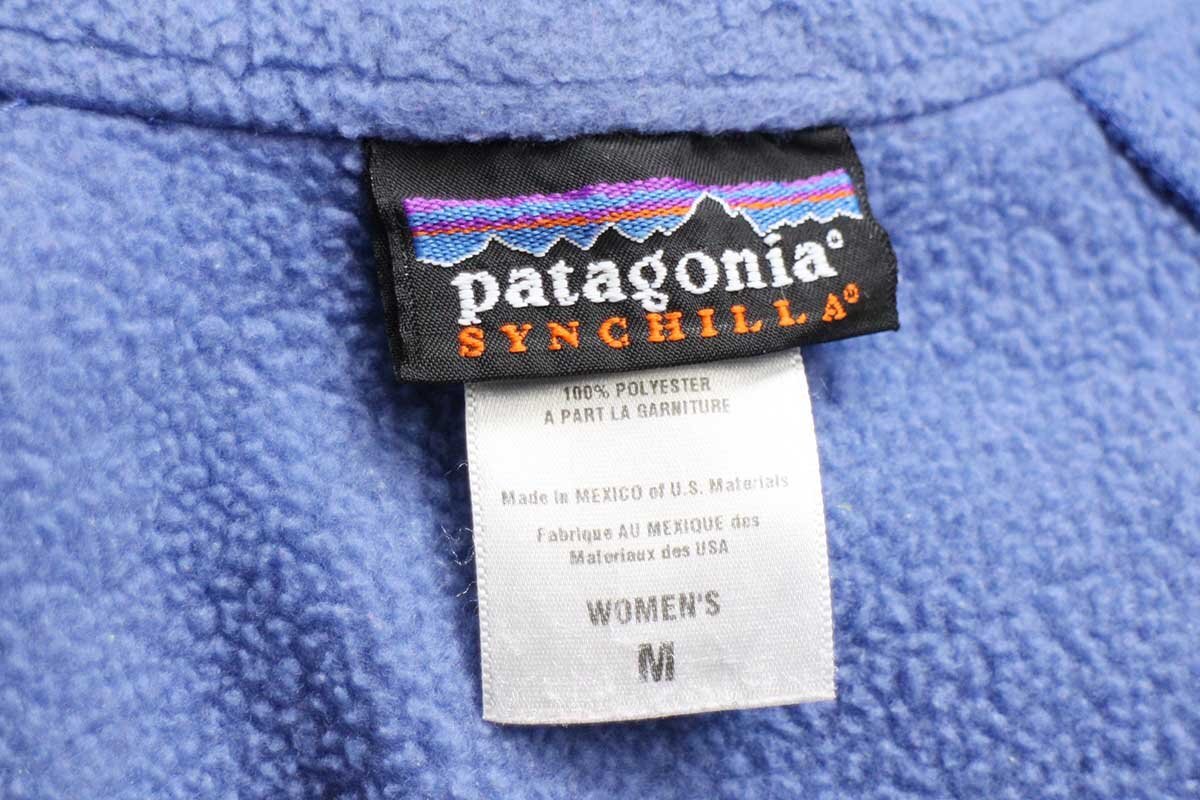 patagonia®
SYNCHILLA®
100% POLYESTER
A PART LA GARNITURE
Made in MEXICO of U.S. Materials
Fabrique AU MEXIQUE des
Materiaux des USA
WOMEN'S
M